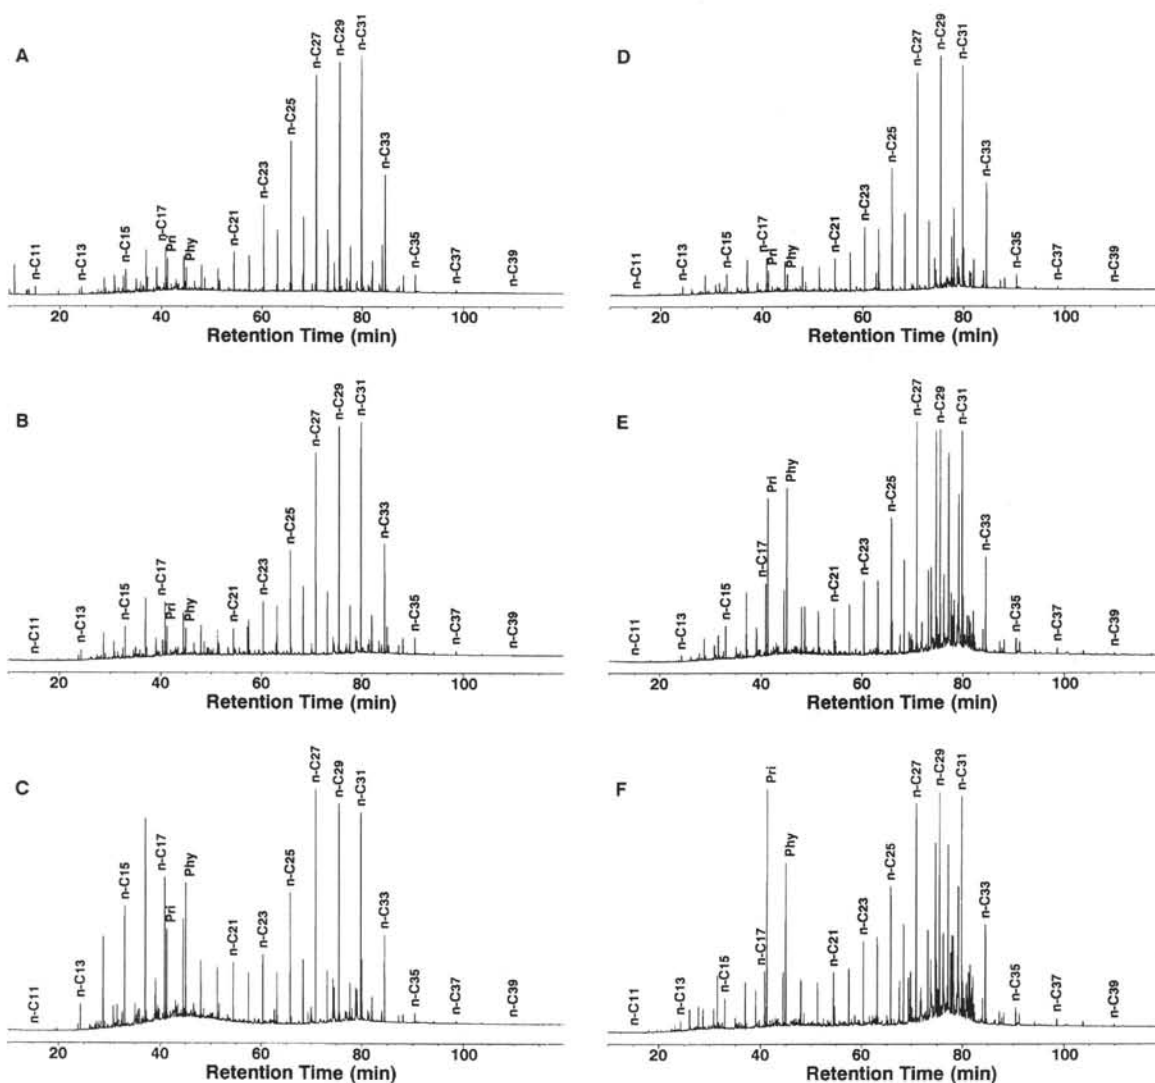 A
n-C11
n-C13
n-C15
n-C17
Pri
Phy
n-C21
n-C23
n-C25
n-C27
n-C29
n-C31
n-C33
n-C35
n-C37
n-C39
20 40 60 80 100
Retention Time (min)
D
n-C11
n-C13
n-C15
n-C17
Pri
Phy
n-C21
n-C23
n-C25
n-C27
n-C29
n-C31
n-C33
n-C35
n-C37
n-C39
20 40 60 80 100
Retention Time (min)
B
n-C11
n-C13
n-C15
n-C17
Pri
Phy
n-C21
n-C23
n-C25
n-C27
n-C29
n-C31
n-C33
n-C35
n-C37
n-C39
20 40 60 80 100
Retention Time (min)
E
n-C11
n-C13
n-C15
n-C17
Pri
Phy
n-C21
n-C23
n-C25
n-C27
n-C29
n-C31
n-C33
n-C35
n-C37
n-C39
20 40 60 80 100
Retention Time (min)
C
n-C11
n-C13
n-C15
n-C17
Pri
Phy
n-C21
n-C23
n-C25
n-C27
n-C29
n-C31
n-C33
n-C35
n-C37
n-C39
20 40 60 80 100
Retention Time (min)
F
n-C11
n-C13
n-C15
n-C17
Pri
Phy
n-C21
n-C23
n-C25
n-C27
n-C29
n-C31
n-C33
n-C35
n-C37
n-C39
20 40 60 80 100
Retention Time (min)